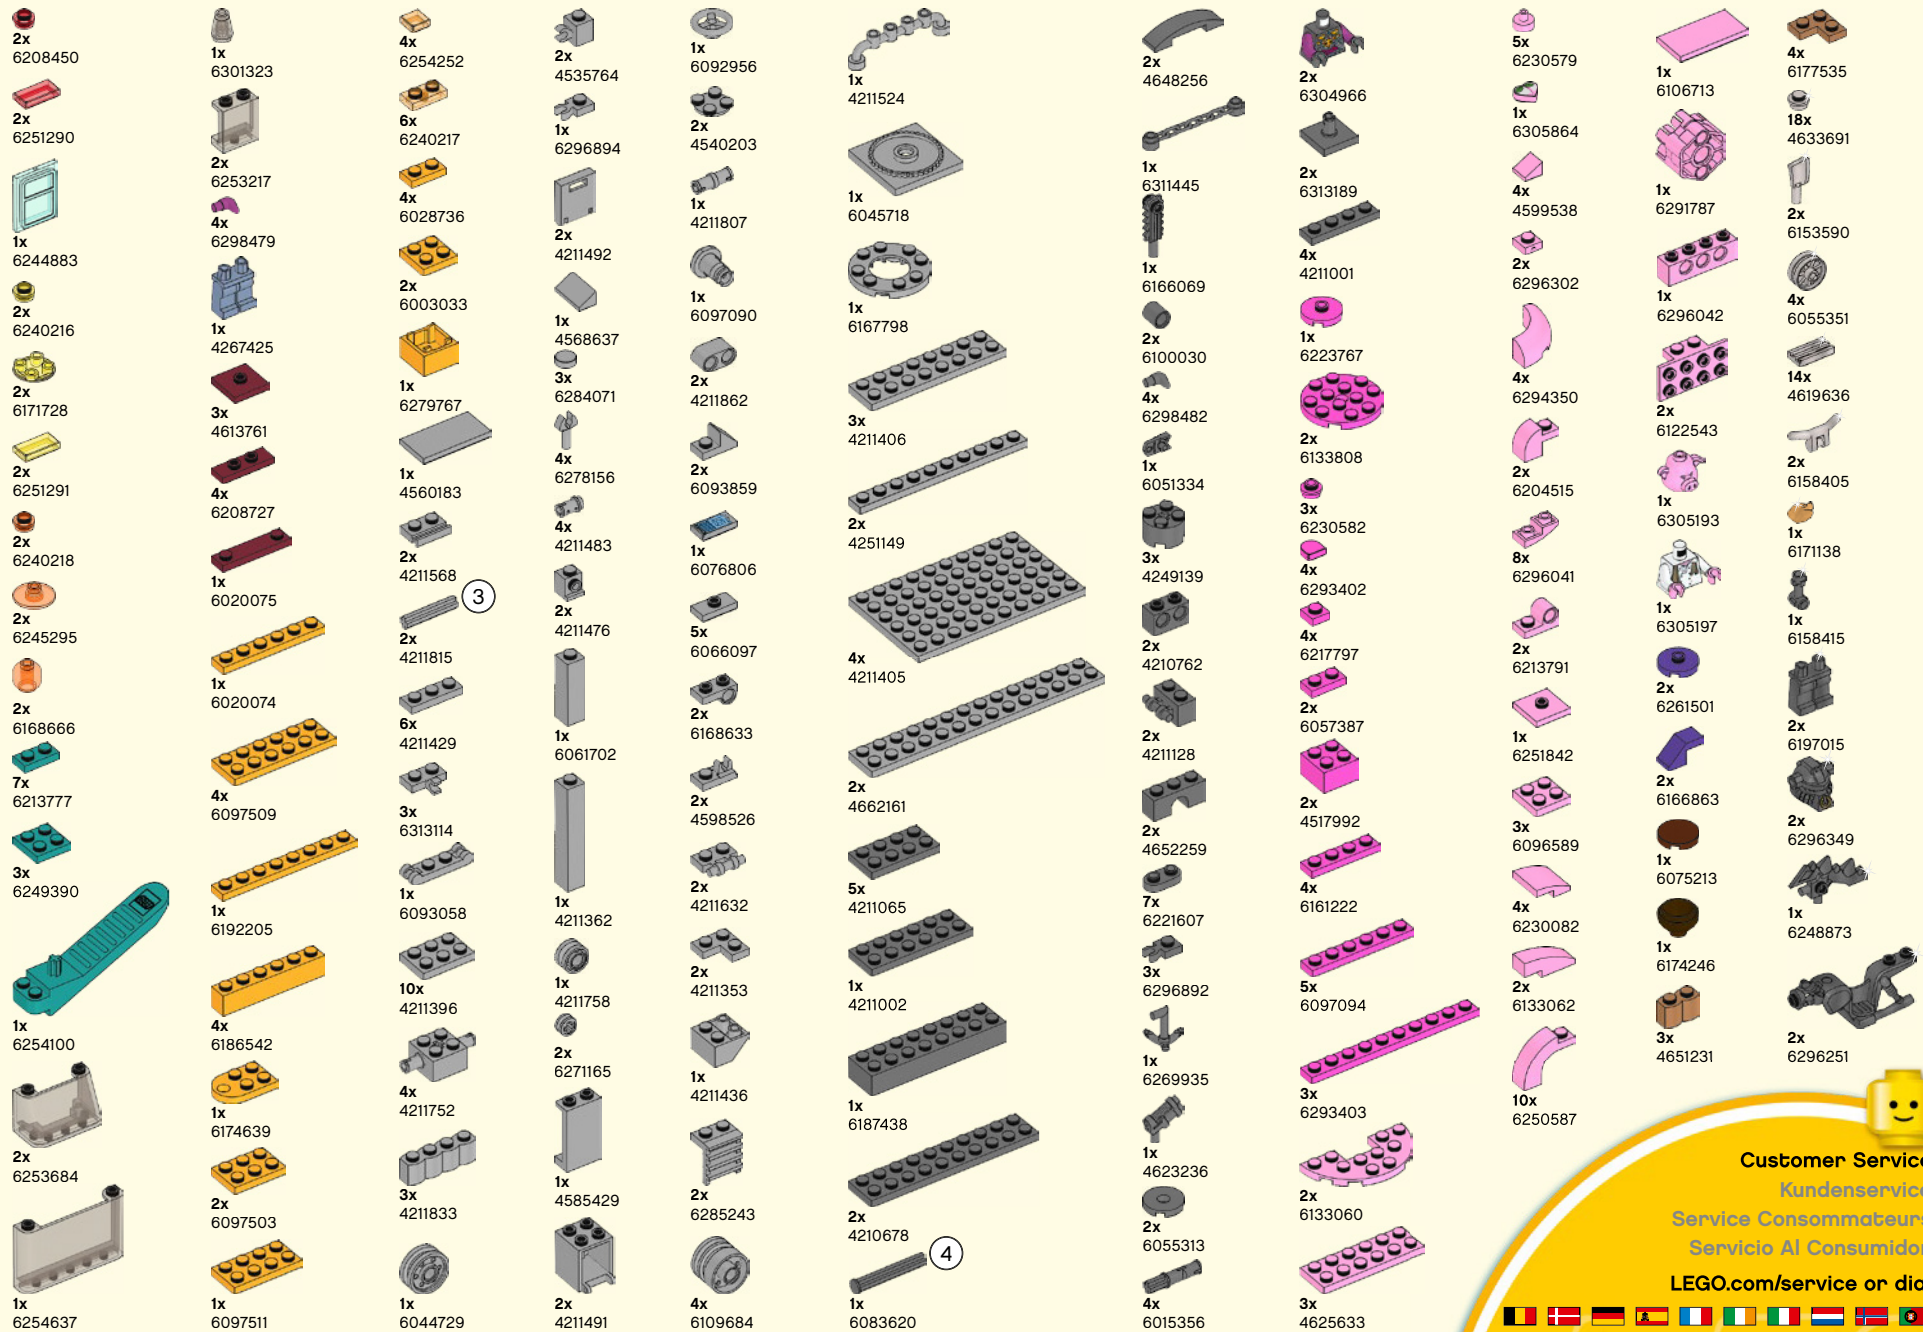 2x
6208450
2x
6251290
1x
6244883
2x
6240216
2x
6171728
2x
6251291
2x
6240218
2x
6245295
2x
6168666
7x
6213777
3x
6249390
1x
6254100
2x
6253684
1x
6254637
1x
6301323
2x
6253217
4x
6298479
1x
4267425
3x
4613761
4x
6208727
1x
6020075
1x
6020074
4x
6097509
1x
6192205
4x
6186542
1x
6174639
2x
6097503
1x
6097511
4x
6254252
6x
6240217
4x
6028736
2x
6003033
1x
6279767
1x
4560183
2x
4211568
3
2x
4211815
6x
4211429
3x
6313114
1x
6093058
10x
4211396
4x
4211752
3x
4211833
1x
6044729
2x
4535764
1x
6296894
2x
4211492
1x
4568637
3x
6284071
4x
6278156
4x
4211483
2x
4211476
1x
6061702
1x
4211362
1x
4211758
2x
6271165
1x
4585429
2x
4211491
1x
6092956
2x
4540203
1x
4211807
1x
6097090
2x
4211862
2x
6093859
1x
6076806
5x
6066097
2x
6168633
2x
4598526
2x
4211632
2x
4211353
1x
4211436
2x
6285243
4x
6109684
1x
4211524
1x
6045718
1x
6167798
3x
4211406
2x
4251149
4x
4211405
2x
4662161
5x
4211065
1x
4211002
1x
6187438
2x
4210678
4
1x
6083620
2x
4648256
1x
6311445
1x
6166069
2x
6100030
4x
6298482
1x
6051334
3x
4249139
2x
4210762
2x
4211128
2x
4652259
7x
6221607
3x
6296892
1x
6269935
1x
4623236
2x
6055313
4x
6015356
2x
6304966
2x
6313189
4x
4211001
1x
6223767
2x
6133808
3x
6230582
4x
6293402
4x
6217797
2x
6057387
2x
4517992
4x
6161222
5x
6097094
3x
6293403
2x
6133060
3x
4625633
5x
6230579
1x
6305864
4x
4599538
2x
6296302
4x
6294350
2x
6204515
8x
6296041
2x
6213791
1x
6251842
3x
6096589
4x
6230082
2x
6133062
10x
6250587
1x
6106713
1x
6291787
1x
6296042
2x
6122543
1x
6305193
1x
6305197
2x
6261501
2x
6166863
1x
6075213
1x
6174246
3x
4651231
4x
6177535
18x
4633691
2x
6153590
4x
6055351
14x
4619636
2x
6158405
1x
6171138
1x
6158415
2x
6197015
2x
6296349
1x
6248873
2x
6296251
Customer Service
Kundenservice
Service Consommateurs
Servicio Al Consumidor
LEGO.com/service or dial